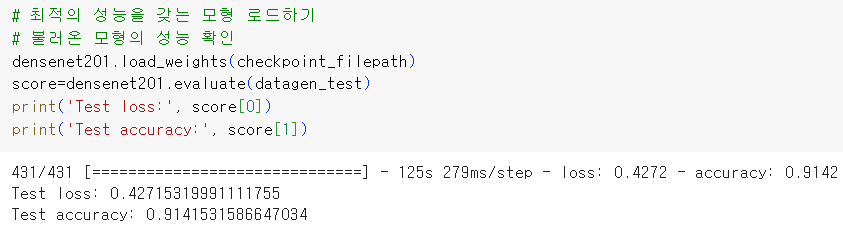 # 최적의 성능을 갖는 모형 로드하기
# 불러온 모형의 성능 확인
densenet201.load_weights(checkpoint_filepath)
score=densenet201.evaluate(datagen_test)
print('Test loss:', score[0])
print('Test accuracy:', score[1])
431/431 [==============================] - 125s 279ms/step - loss: 0.4272 - accuracy: 0.9142
Test loss: 0.42715319991111755
Test accuracy: 0.9141531586647034